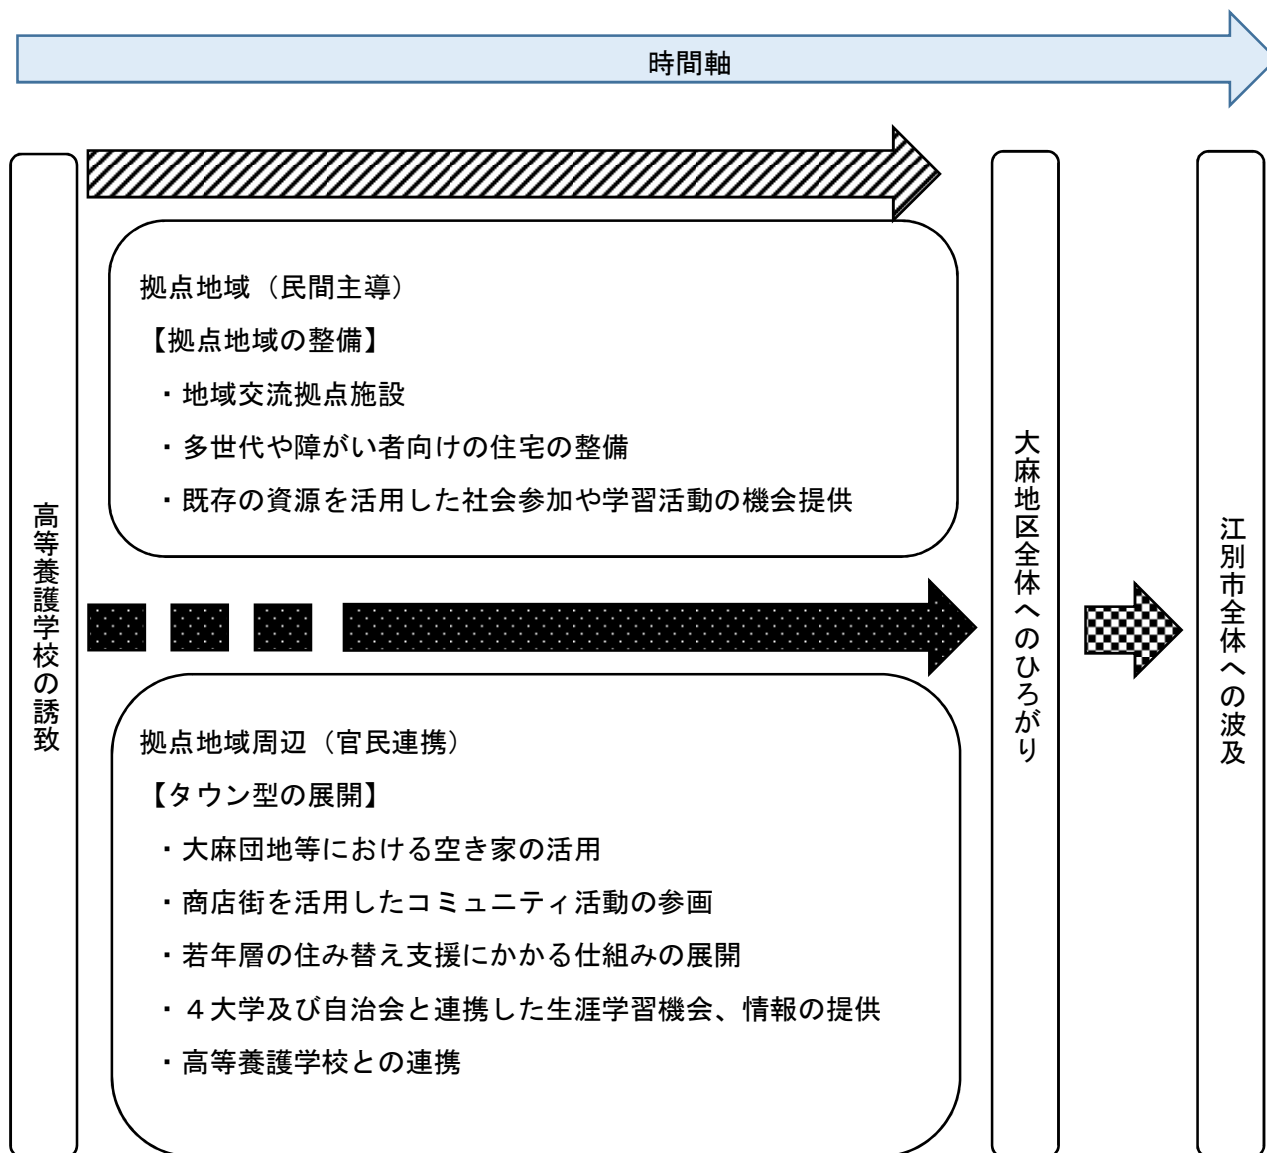 時間軸
高等養護学校の誘致
拠点地域（民間主導）
【拠点地域の整備】
・地域交流拠点施設
・多世代や障がい者向けの住宅の整備
・既存の資源を活用した社会参加や学習活動の機会提供
拠点地域周辺（官民連携）
【タウン型の展開】
・大麻団地等における空き家の活用
・商店街を活用したコミュニティ活動の参画
・若年層の住み替え支援にかかる仕組みの展開
・４大学及び自治会と連携した生涯学習機会、情報の提供
・高等養護学校との連携
大麻地区全体へのひろがり
江別市全体への波及